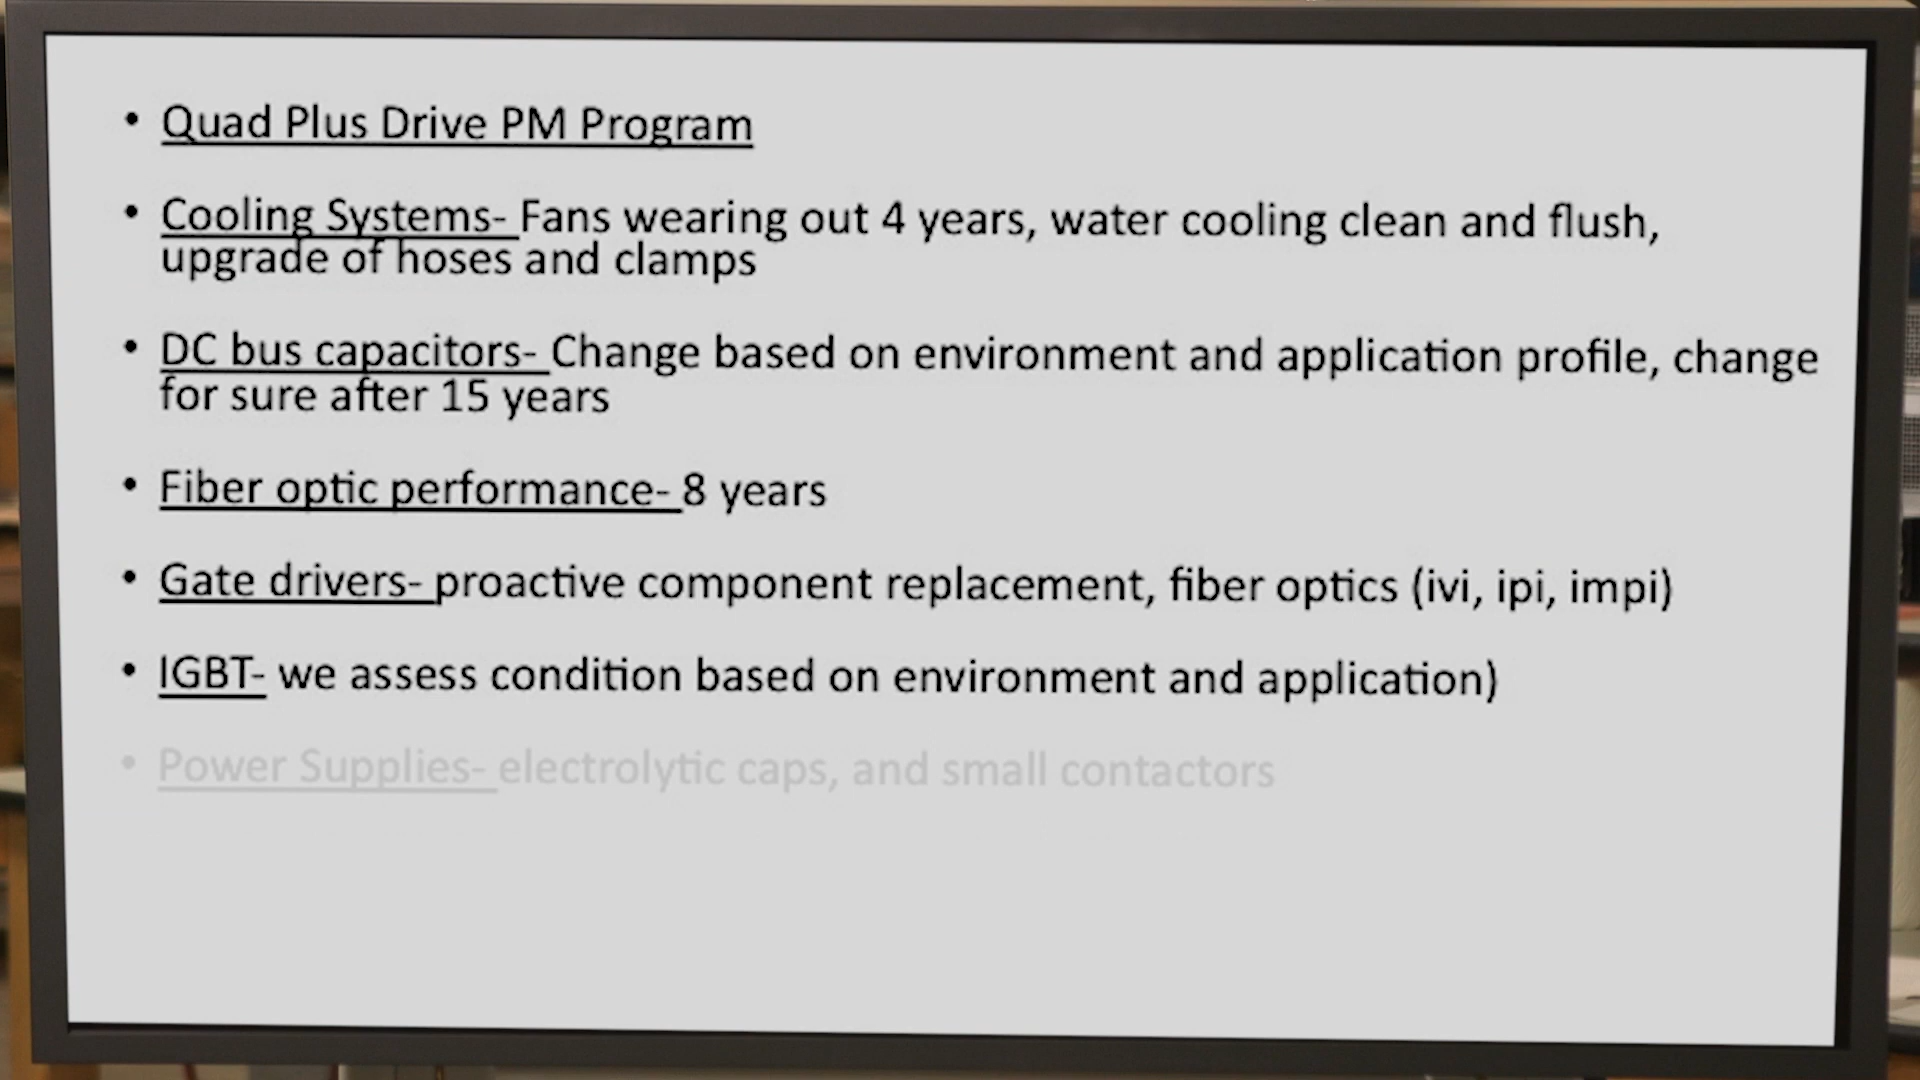 • Quad Plus Drive PM Program
• Cooling Systems- Fans wearing out 4 years, water cooling clean and flush,
upgrade of hoses and clamps
• DC bus capacitors- Change based on environment and application profile, change
for sure after 15 years
• Fiber optic performance- 8 years
• Gate drivers- proactive component replacement, fiber optics (ivi, ipi, impi)
• IGBT- we assess condition based on environment and application)
• Power Supplies- electrolytic caps, and small contactors